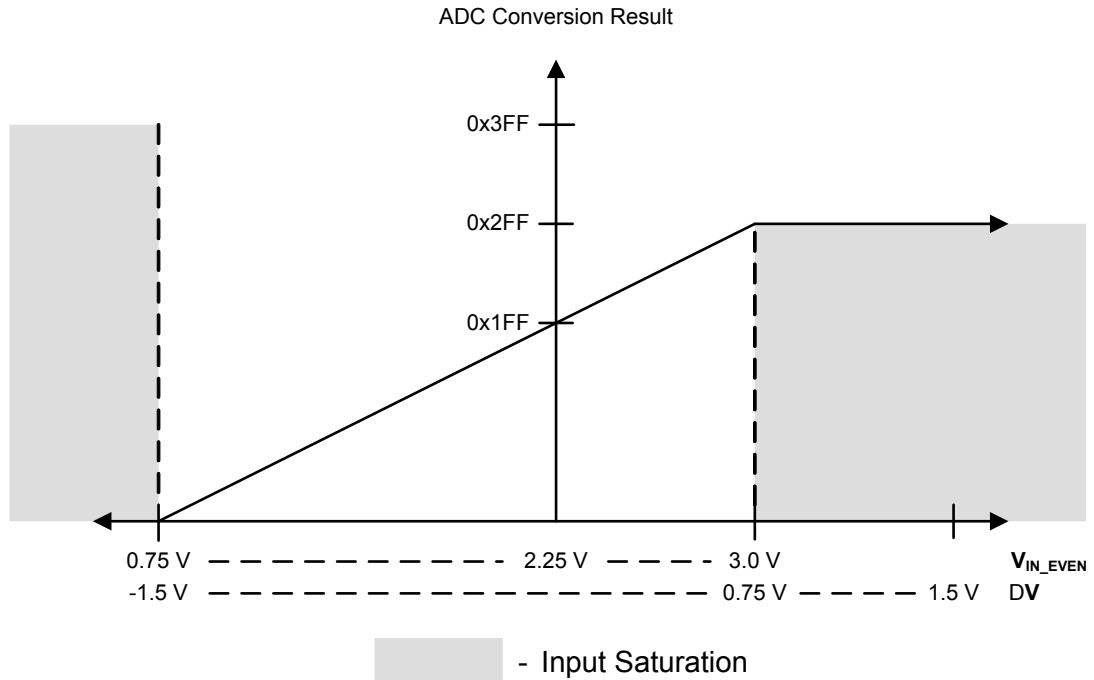 ADC Conversion Result
0x3FF
0x2FF
0x1FF
0.75 V 2.25 V 3.0 V VIN_EVEN
-1.5 V 0.75 V 1.5 V DV
- Input Saturation